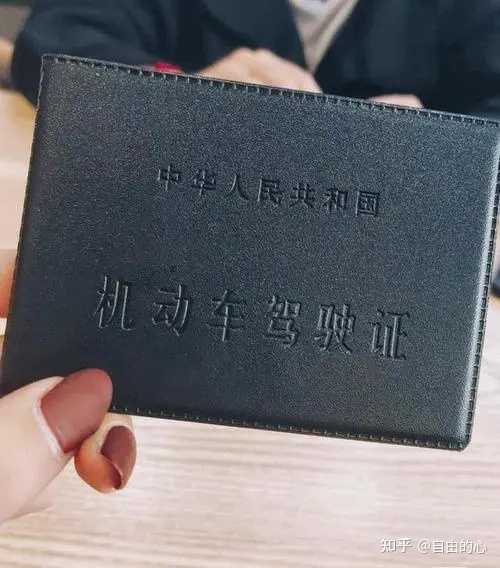 中华人民共和国
机动车驾驶证
知乎 @自由的心